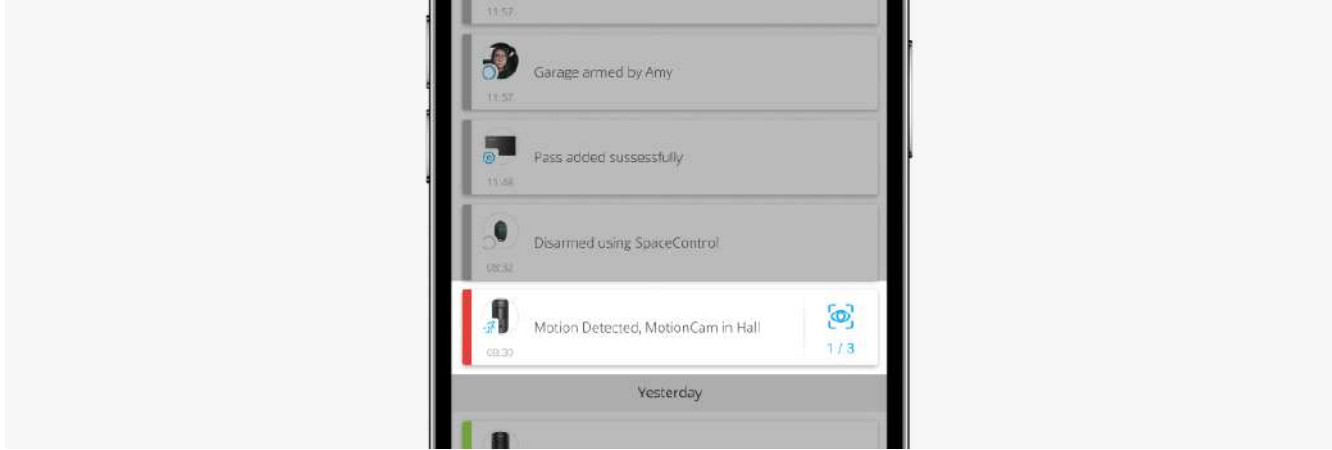 11:57
Garage armed by Amy
11:57
Pass added sussessfully
11:48
Disarmed using SpaceControl
08:32
Motion Detected, MotionCam in Hall
08:30
1 / 3
Yesterday